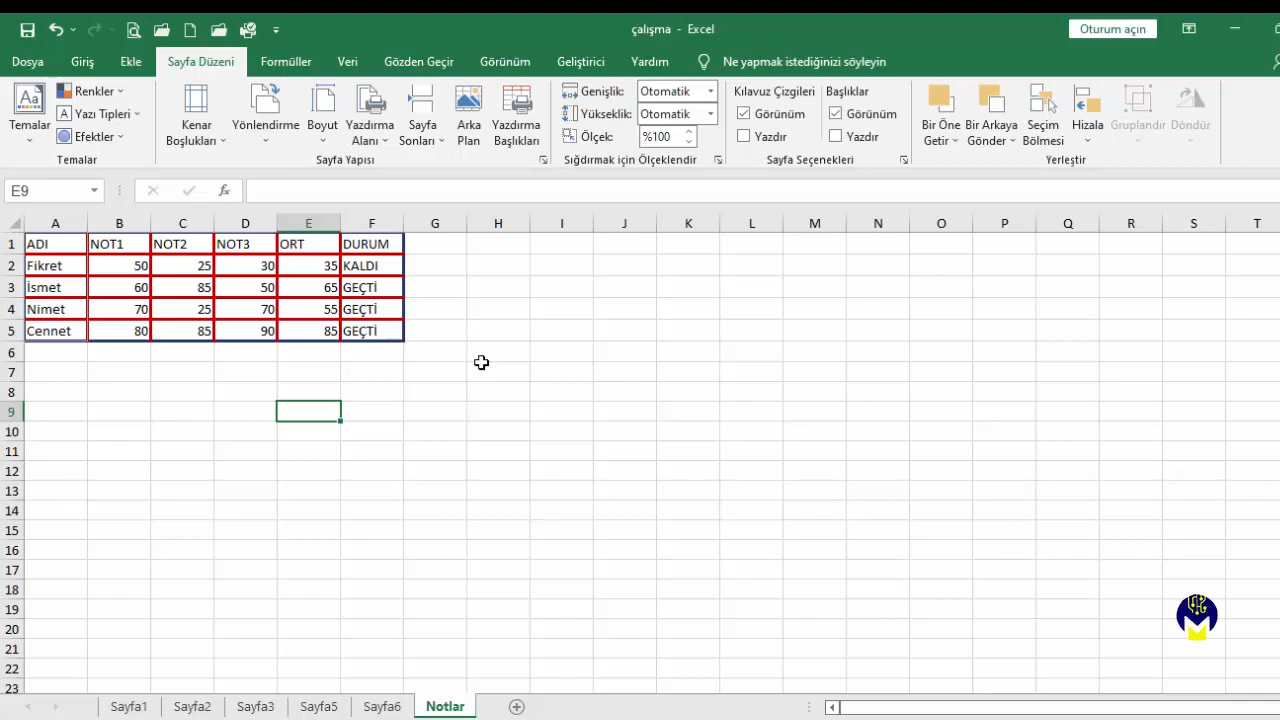 çalışma - Excel
Oturum açın
Dosya Giriş Ekle Sayfa Düzeni Formüller Veri Gözden Geçir Görünüm Geliştirici Yardım Ne yapmak istediğinizi söyleyin
Temalar
Renkler
Yazı Tipleri
Efektler
Temalar
Kenar Boşlukları
Yönlendirme
Boyut
Yazdırma Alanı
Sayfa Sonları
Arka Plan
Yazdırma Başlıkları
Sayfa Yapısı
Genişlik: Otomatik
Yükseklik: Otomatik
Ölçek: %100
Sığdırmak için Ölçeklendir
Kılavuz Çizgileri
Görünüm
Yazdır
Başlıklar
Görünüm
Yazdır
Sayfa Seçenekleri
Bir Öne Getir
Bir Arkaya Gönder
Seçim Bölmesi
Hizala
Gruplandır
Döndür
Yerleştir
E9
fx
A B C D E F G H I J K L M N O P Q R S T
1 ADI NOT1 NOT2 NOT3 ORT DURUM
2 Fikret 50 25 30 35 KALDI
3 İsmet 60 85 50 65 GEÇTİ
4 Nimet 70 25 70 55 GEÇTİ
5 Cennet 80 85 90 85 GEÇTİ
6
7
8
9
10
11
12
13
14
15
16
17
18
19
20
21
22
23
Sayfa1 Sayfa2 Sayfa3 Sayfa5 Sayfa6 Notlar